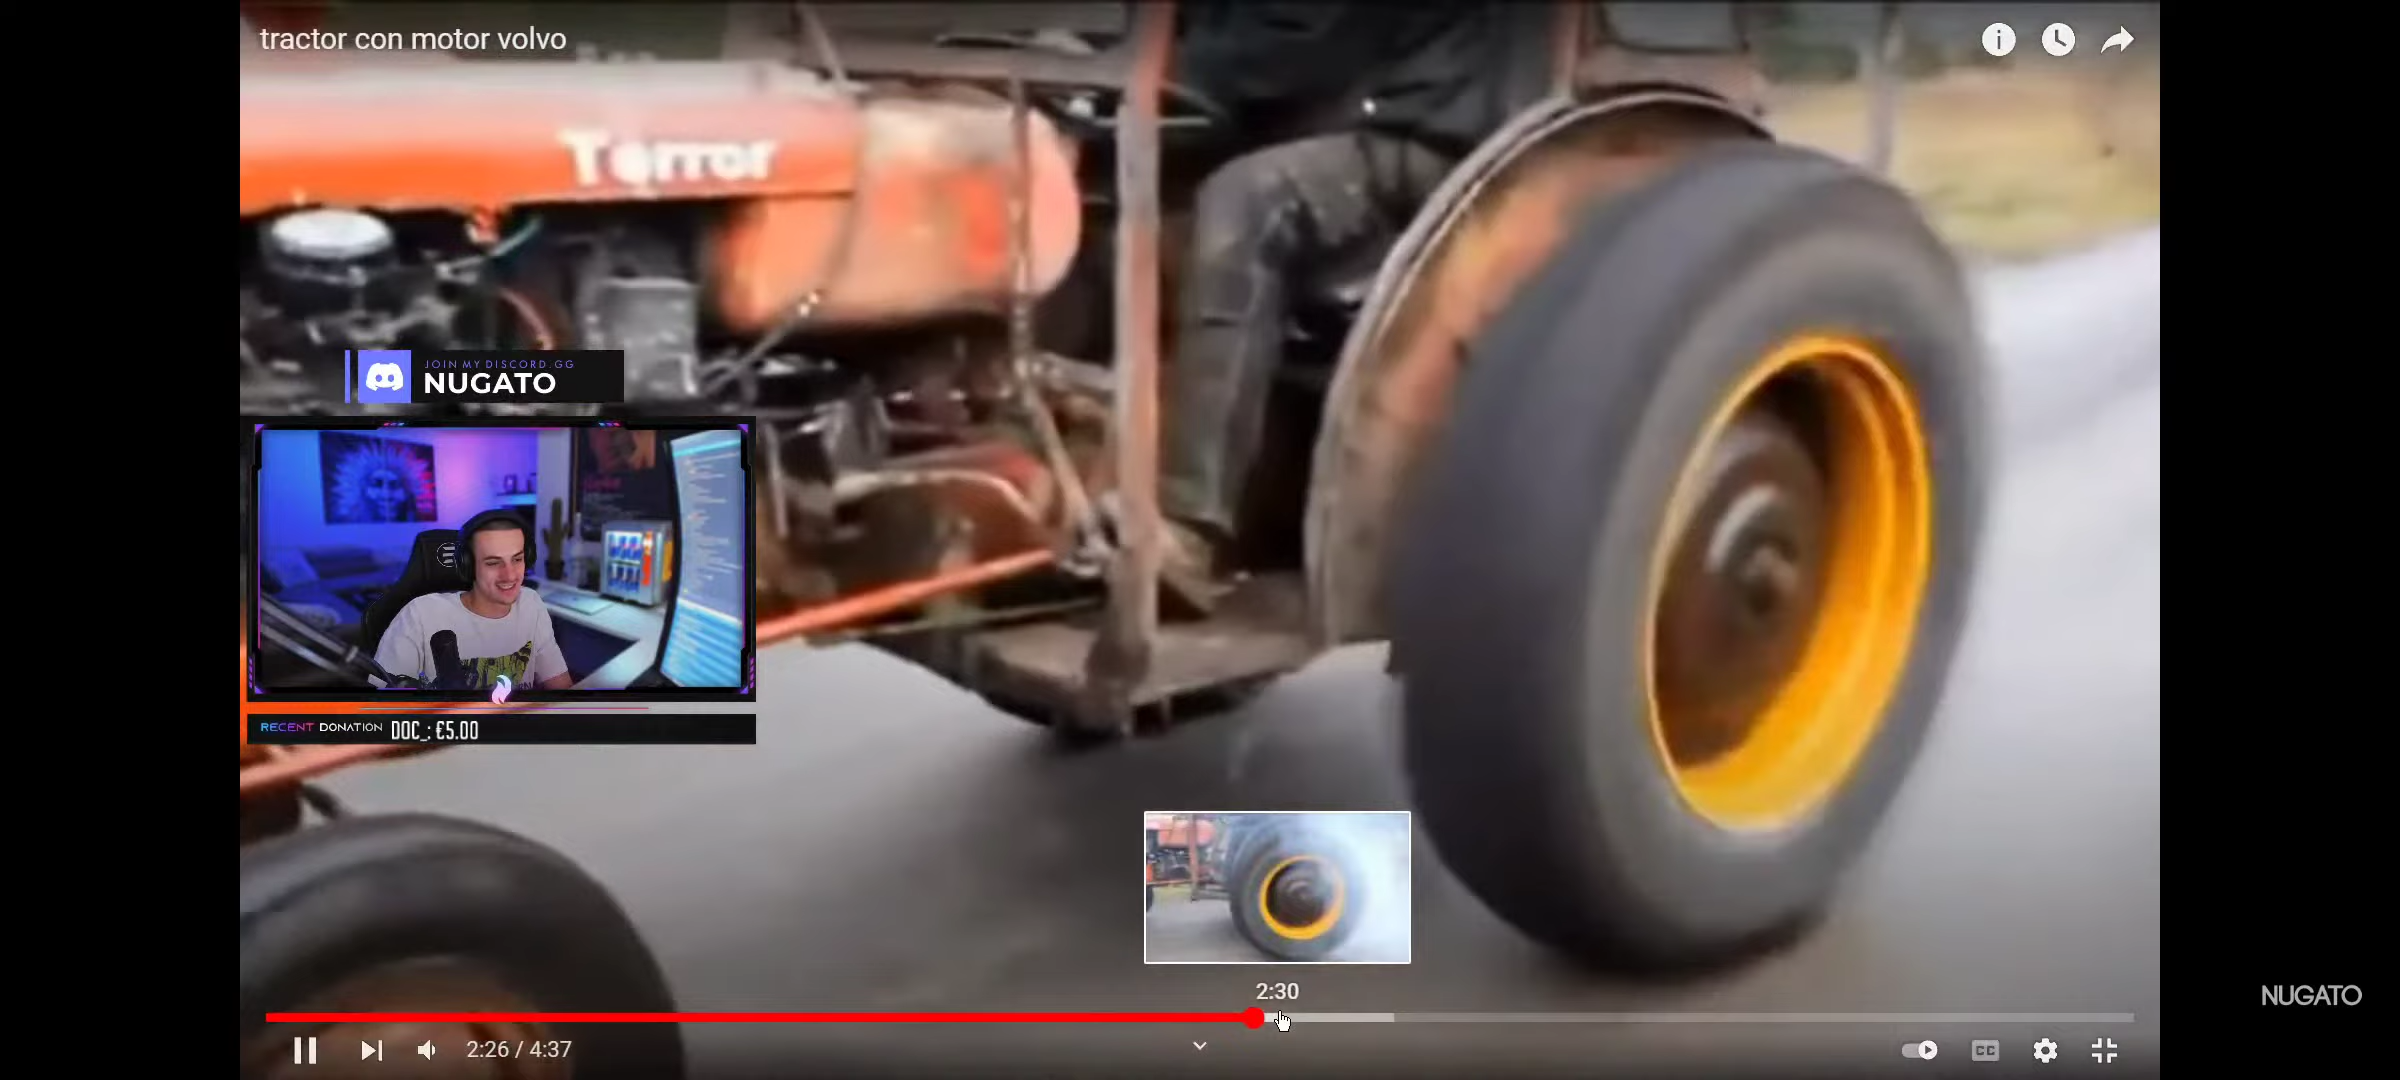 tractor con motor volvo
Terror
JOIN MY DISCORD.GG
NUGATO
RECENT DONATION DOC_: €5.00
2:30
NUGATO
2:26 / 4:37
CC